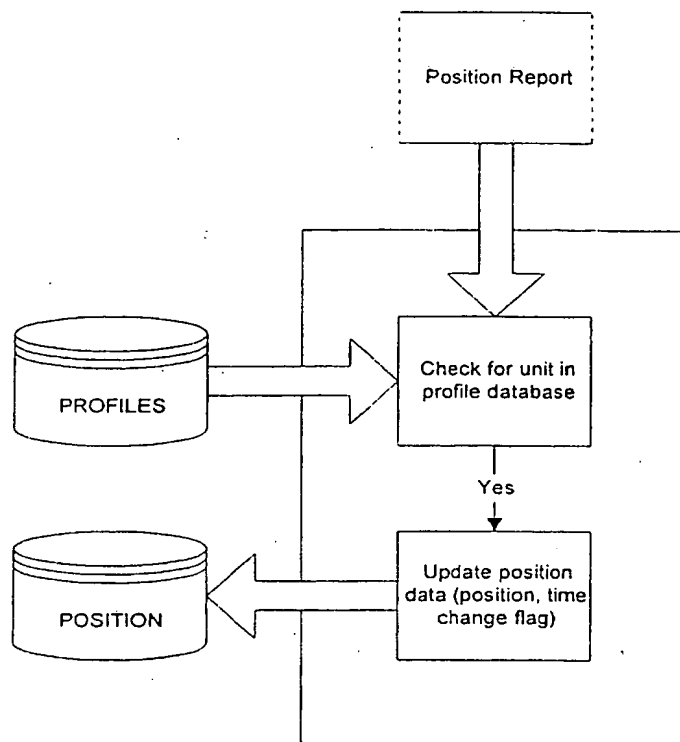 Position Report
Check for unit in
profile database
PROFILES
Yes
Update position
data (position, time
change flag)
POSITION